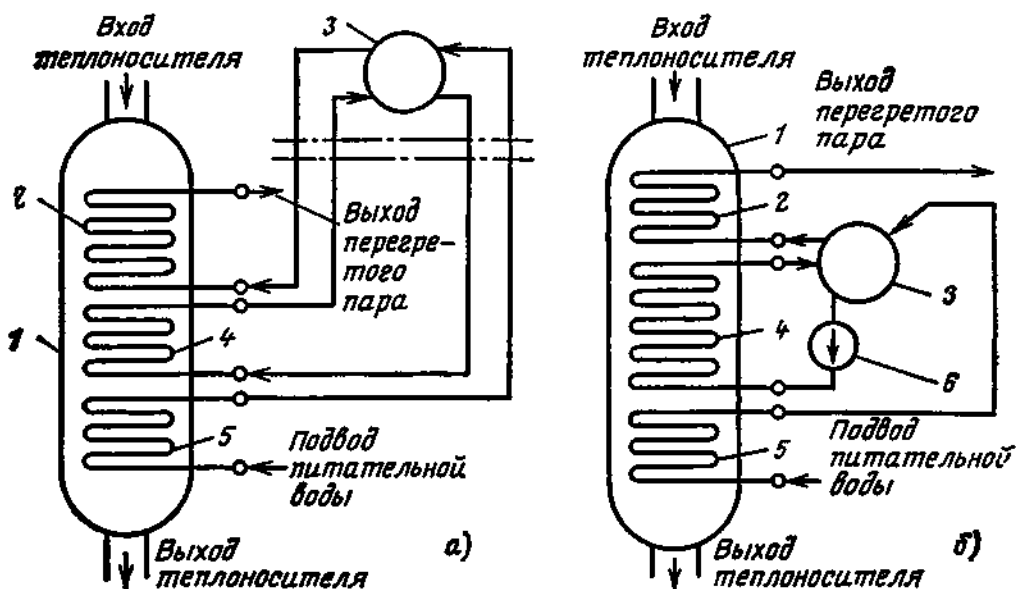 Вход
теплоносителя
3
2
Выход
перегре-
того
пара
1
4
5
Подвод
питательной
воды
Выход
теплоносителя
а)
Вход
теплоносителя
Выход
перегретого
пара
1
2
3
4
6
5
Подвод
питательной
воды
Выход
теплоносителя
б)